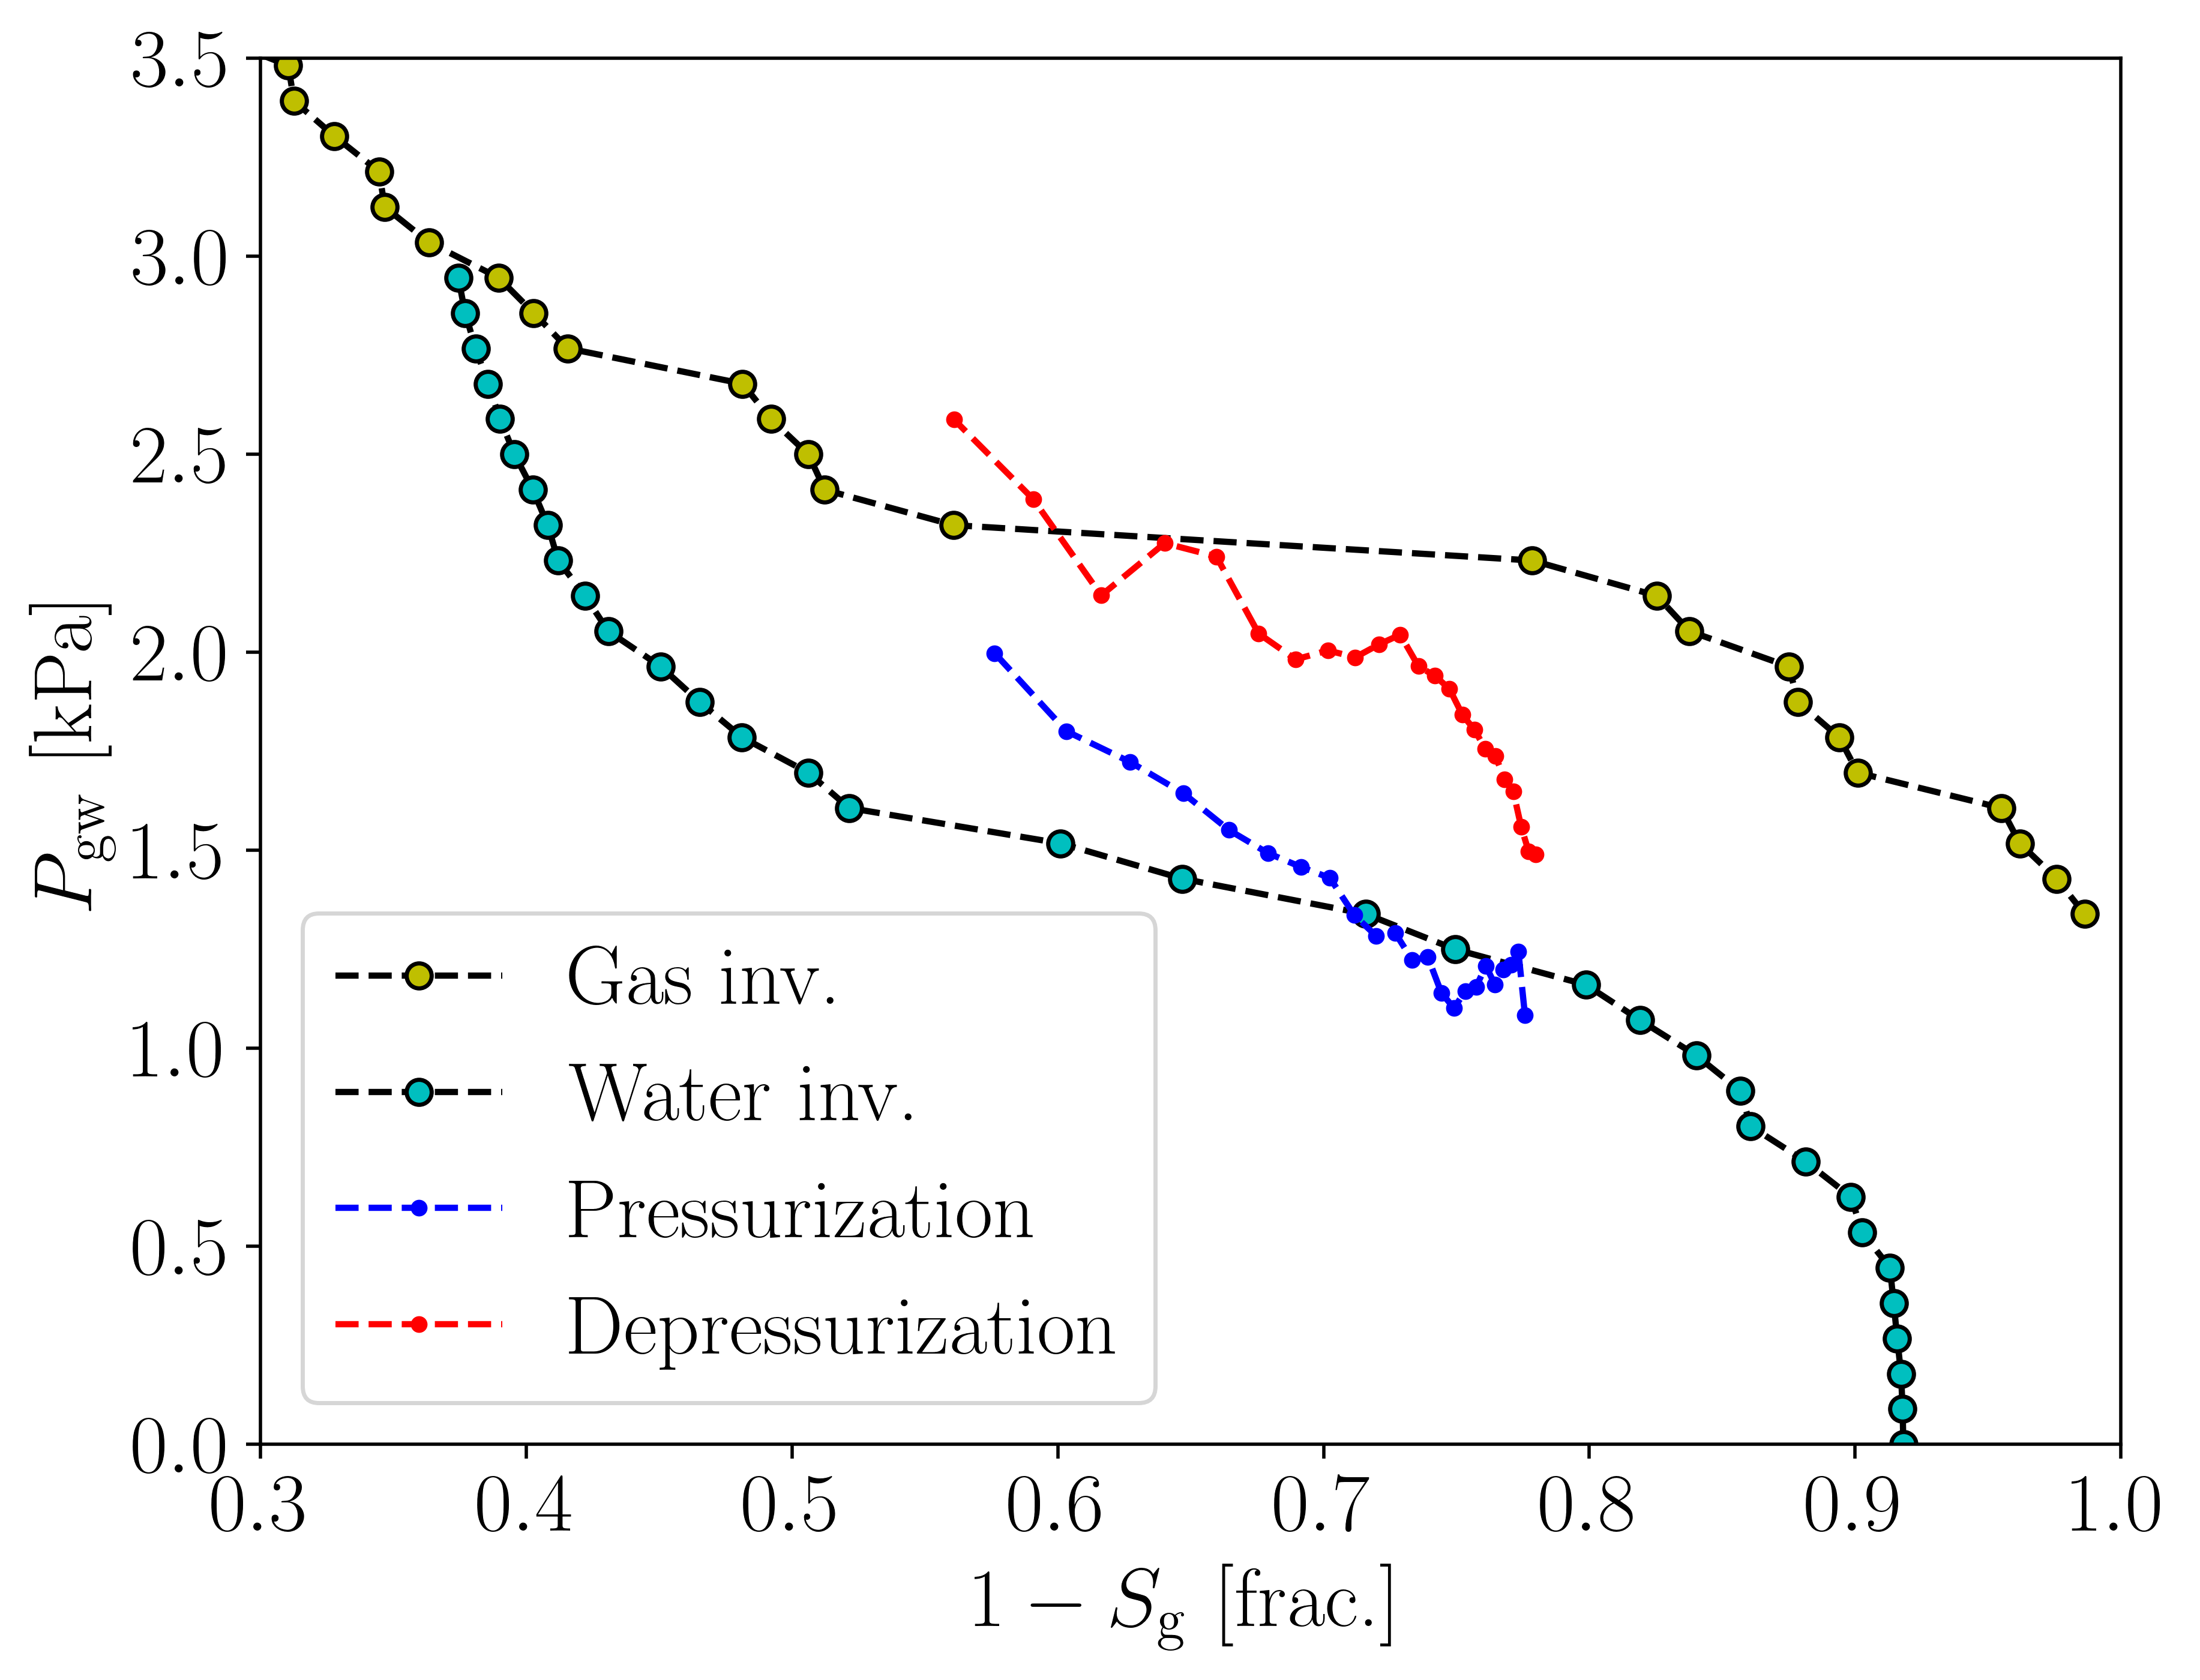 3.5
3.0
2.5
2.0
1.5
1.0
0.5
0.0
P_gw [kPa]
Gas inv.
Water inv.
Pressurization
Depressurization
0.3 0.4 0.5 0.6 0.7 0.8 0.9 1.0
1 − S_g [frac.]